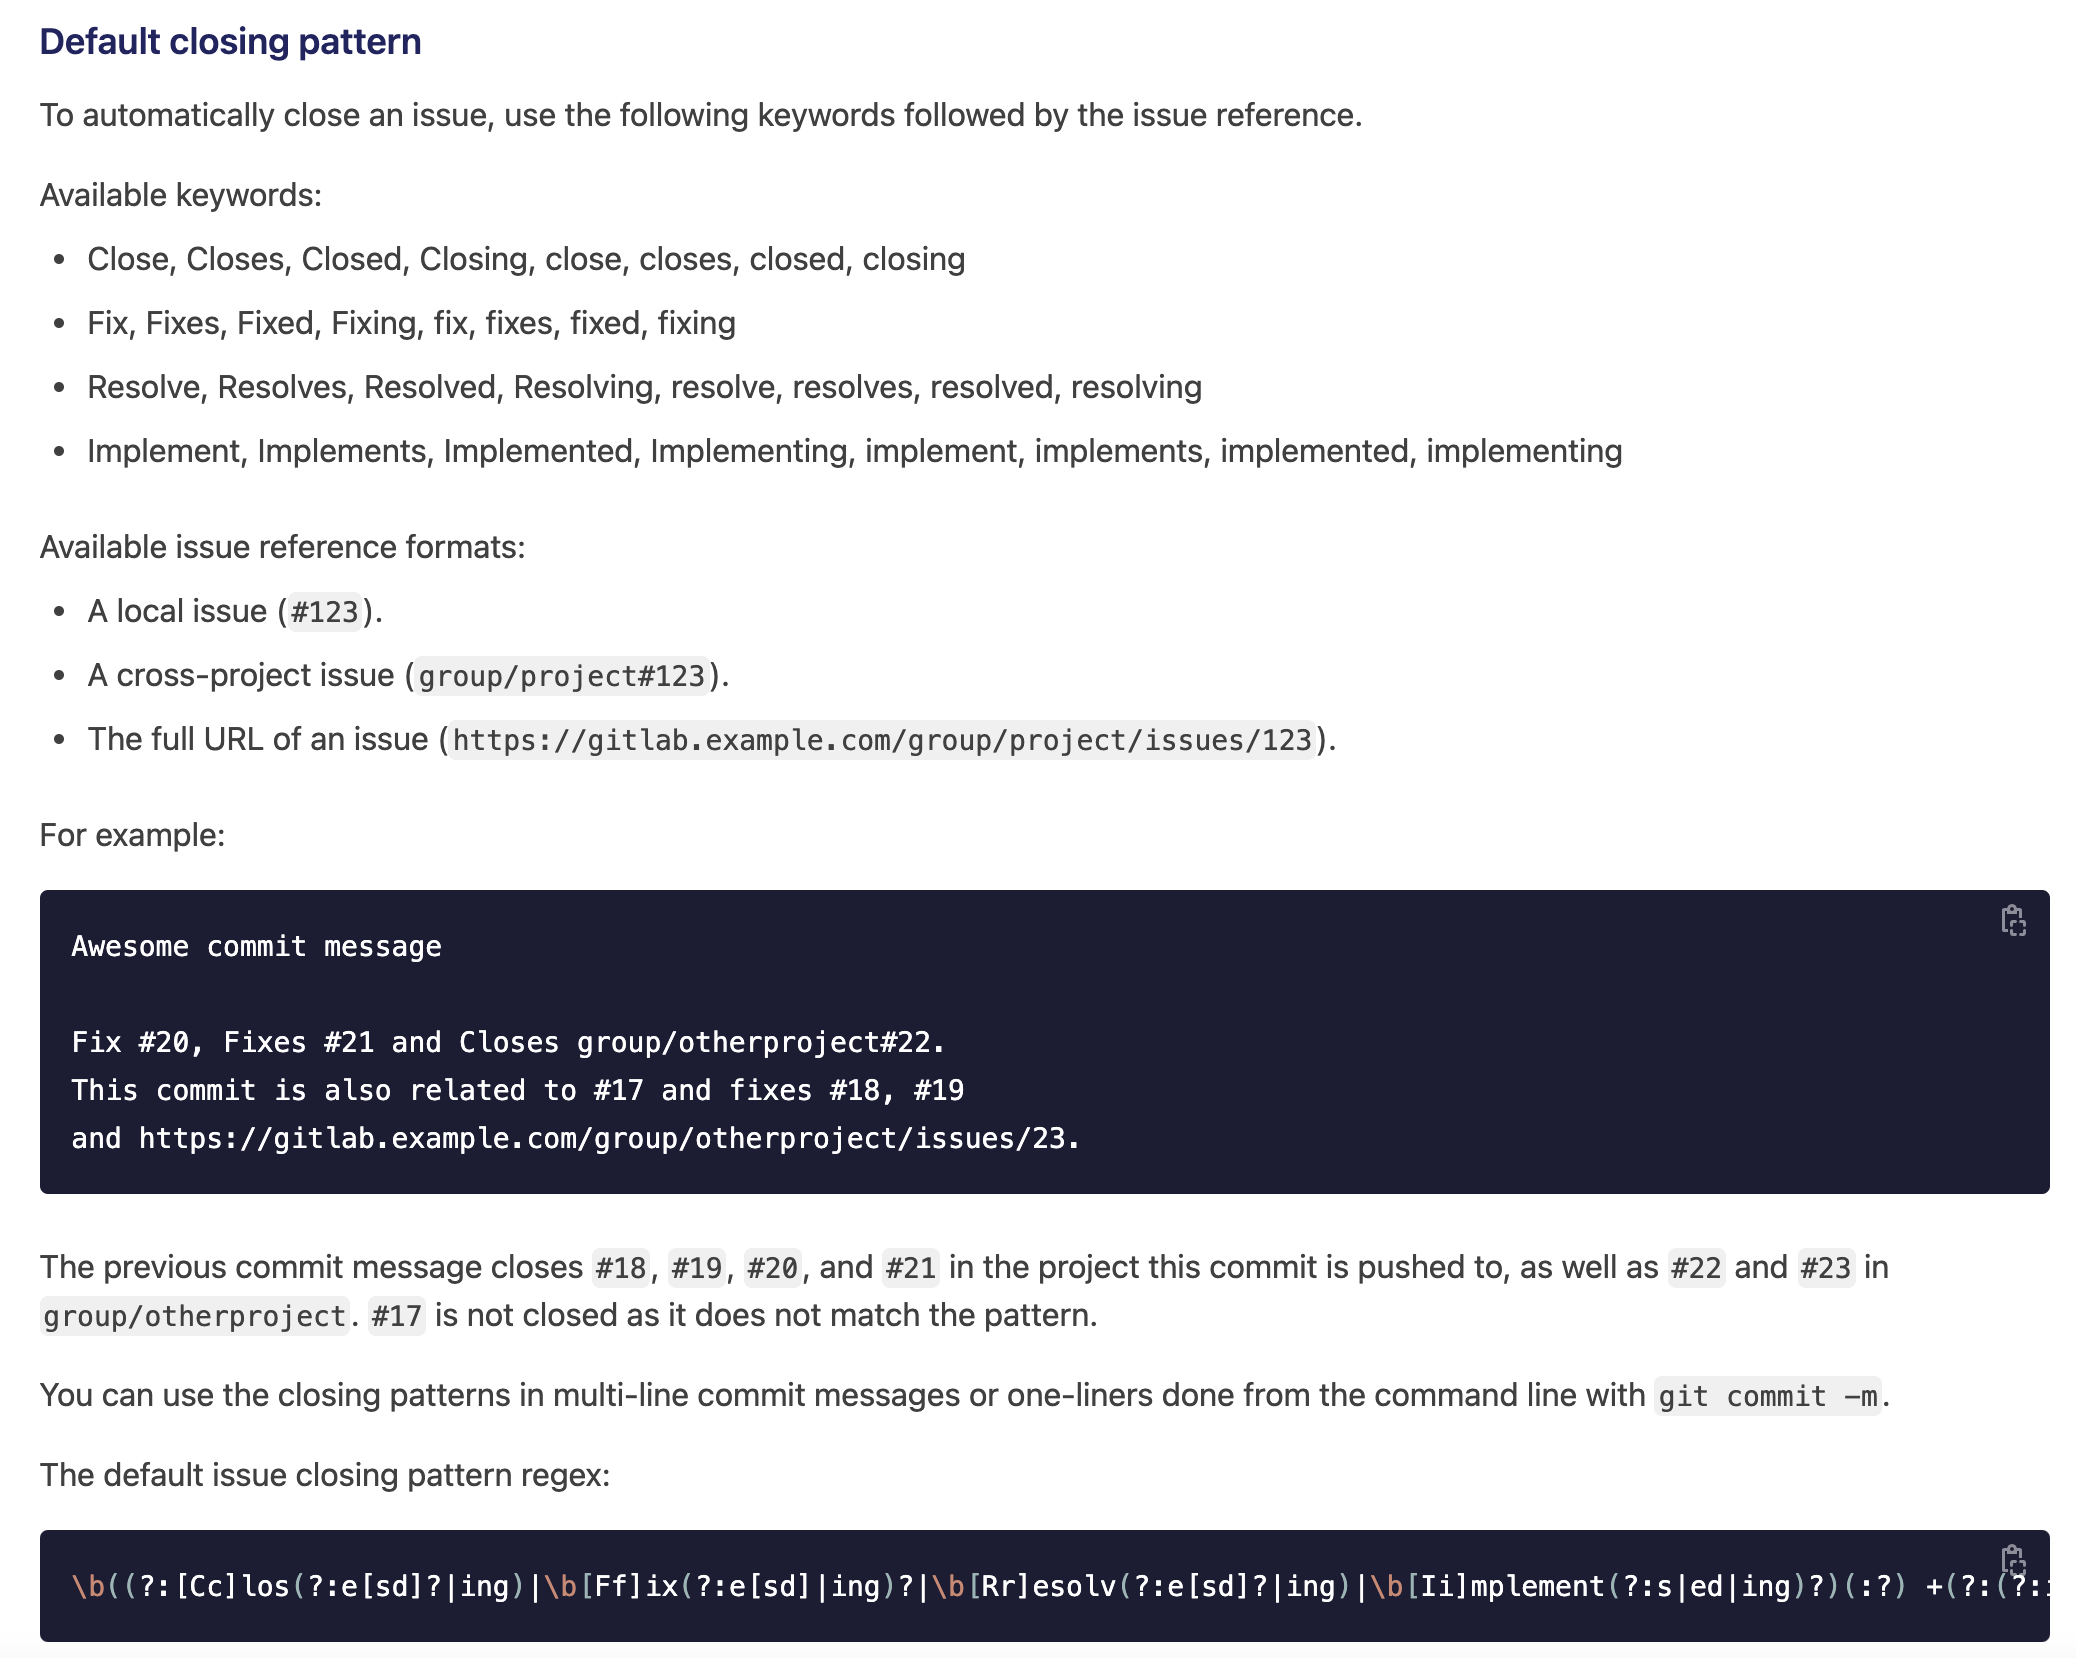 Default closing pattern
To automatically close an issue, use the following keywords followed by the issue reference.
Available keywords:
• Close, Closes, Closed, Closing, close, closes, closed, closing
• Fix, Fixes, Fixed, Fixing, fix, fixes, fixed, fixing
• Resolve, Resolves, Resolved, Resolving, resolve, resolves, resolved, resolving
• Implement, Implements, Implemented, Implementing, implement, implements, implemented, implementing
Available issue reference formats:
• A local issue (#123).
• A cross-project issue (group/project#123).
• The full URL of an issue (https://gitlab.example.com/group/project/issues/123).
For example:
Awesome commit message
Fix #20, Fixes #21 and Closes group/otherproject#22.
This commit is also related to #17 and fixes #18, #19
and https://gitlab.example.com/group/otherproject/issues/23.
The previous commit message closes #18, #19, #20, and #21 in the project this commit is pushed to, as well as #22 and #23 in
group/otherproject. #17 is not closed as it does not match the pattern.
You can use the closing patterns in multi-line commit messages or one-liners done from the command line with git commit -m.
The default issue closing pattern regex:
\b((?:[Cc]los(?:e[sd]?|ing)|\b[Ff]ix(?:e[sd]|ing)?|\b[Rr]esolv(?:e[sd]?|ing)|\b[Ii]mplement(?:s|ed|ing)?)(:?) +(?:(?: